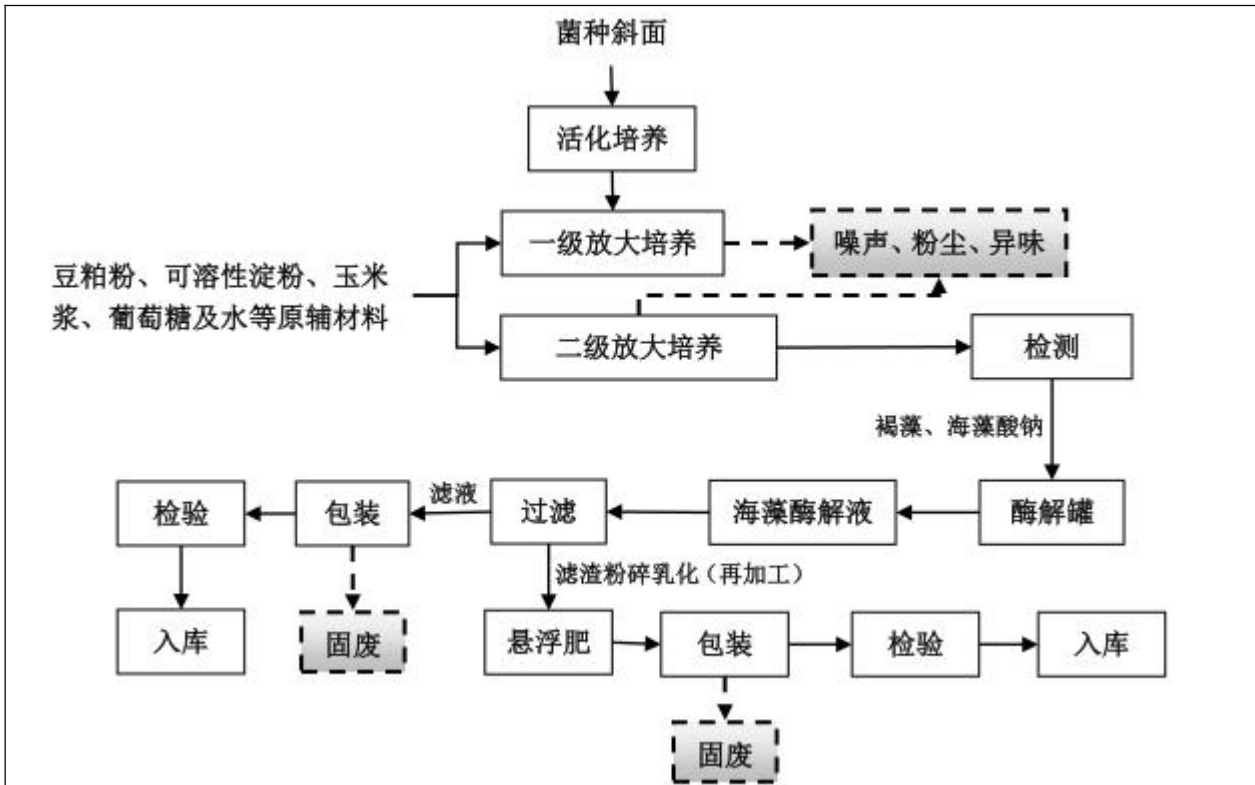 菌种斜面
活化培养
一级放大培养
噪声、粉尘、异味
豆粕粉、可溶性淀粉、玉米
浆、葡萄糖及水等原辅材料
二级放大培养
检测
褐藻、海藻酸钠
检验
包装
滤液
过滤
海藻酶解液
酶解罐
滤渣粉碎乳化（再加工）
入库
固废
悬浮肥
包装
检验
入库
固废